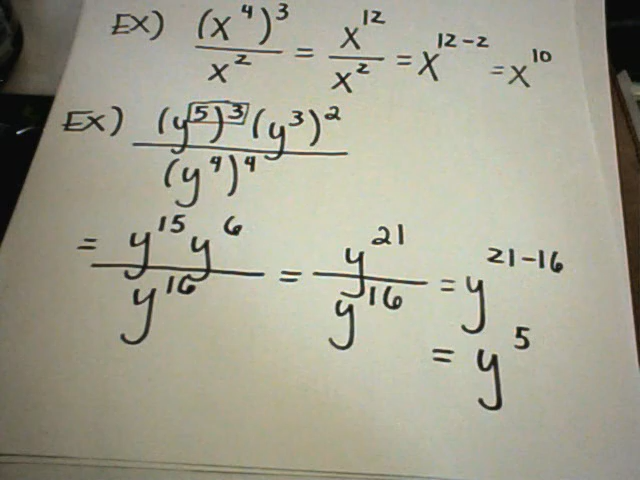 EX) (x^4)^3 / x^2 = x^12 / x^2 = x^12-2 = x^10
EX) (y^5)^3 (y^3)^2 / (y^4)^4
= y^15 y^6 / y^16 = y^21 / y^16 = y^21-16
= y^5